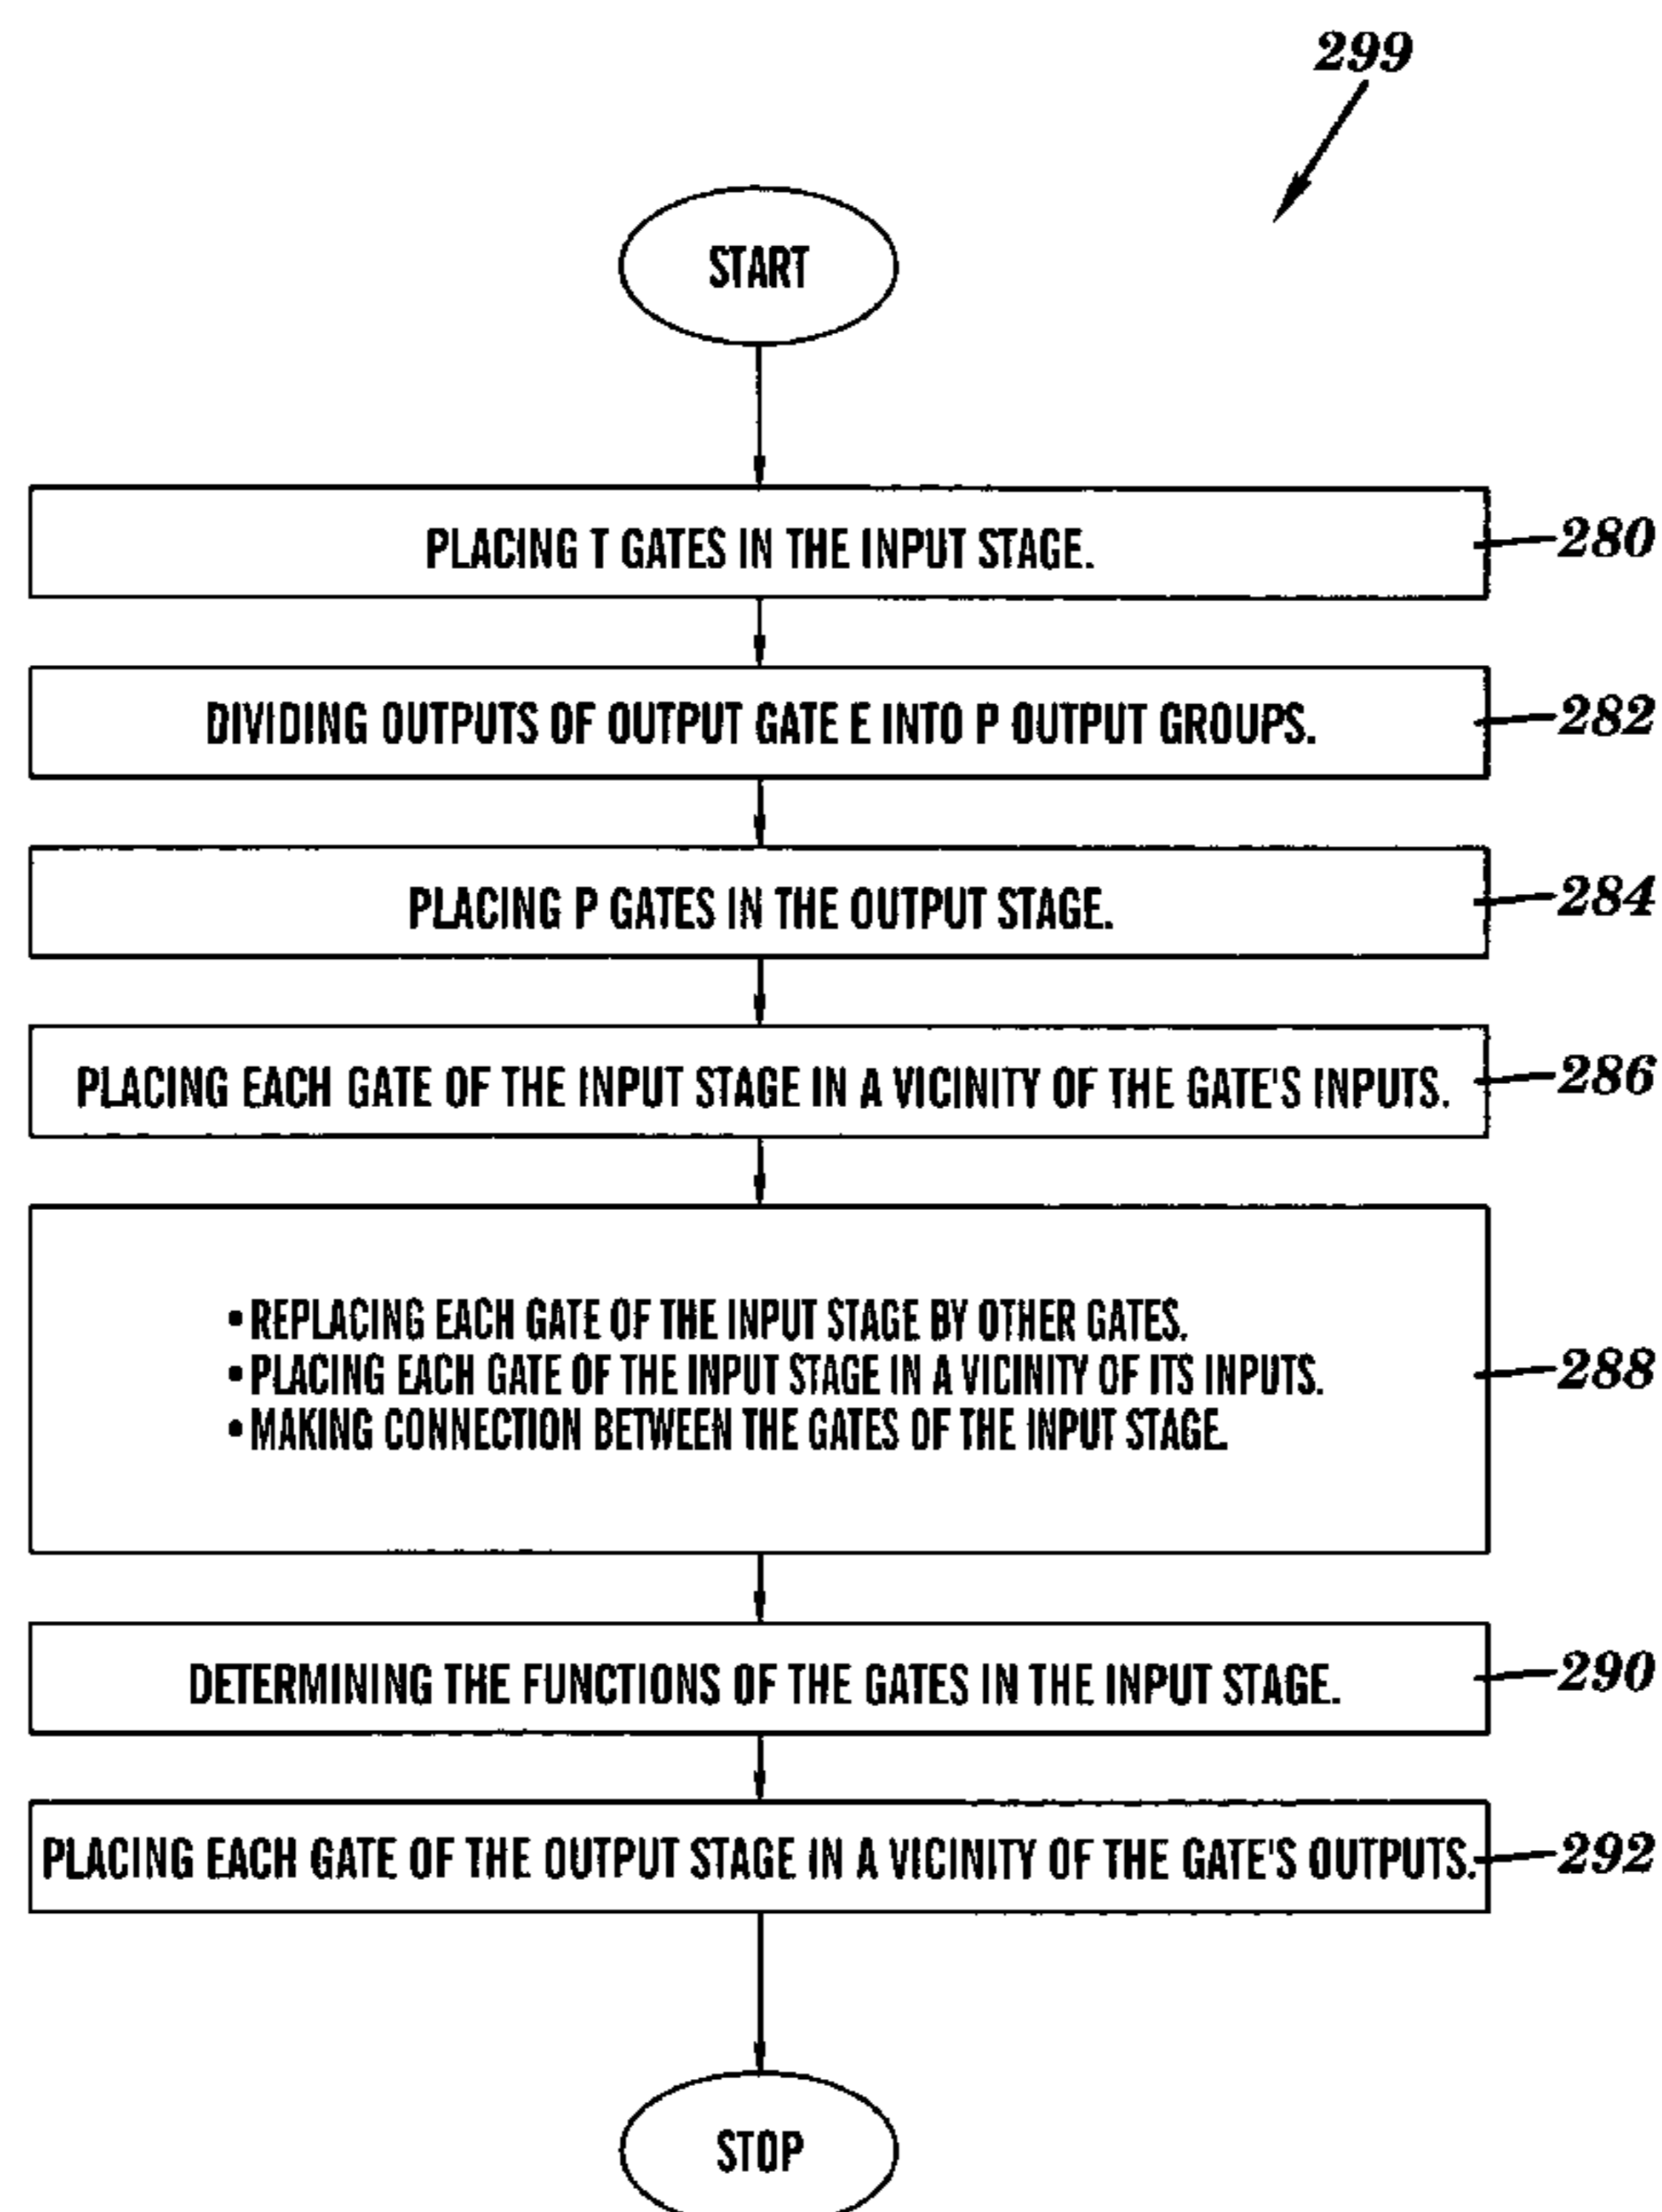 299
START
PLACING T GATES IN THE INPUT STAGE.
280
DIVIDING OUTPUTS OF OUTPUT GATE E INTO P OUTPUT GROUPS.
282
PLACING P GATES IN THE OUTPUT STAGE.
284
PLACING EACH GATE OF THE INPUT STAGE IN A VICINITY OF THE GATE'S INPUTS.
286
• REPLACING EACH GATE OF THE INPUT STAGE BY OTHER GATES.
• PLACING EACH GATE OF THE INPUT STAGE IN A VICINITY OF ITS INPUTS.
• MAKING CONNECTION BETWEEN THE GATES OF THE INPUT STAGE.
288
DETERMINING THE FUNCTIONS OF THE GATES IN THE INPUT STAGE.
290
PLACING EACH GATE OF THE OUTPUT STAGE IN A VICINITY OF THE GATE'S OUTPUTS.
292
STOP